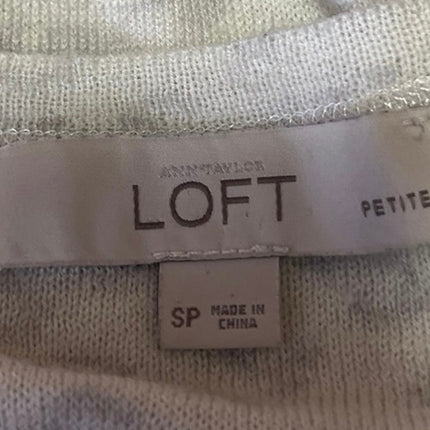 ANN TAYLOR
LOFT
PETITE
SP MADE IN
CHINA